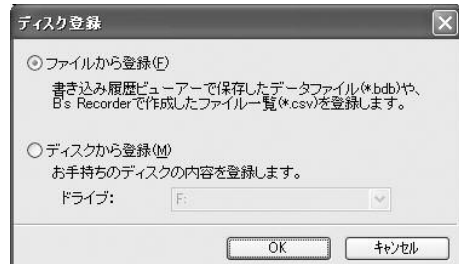 ディスク登録
ファイルから登録(F)
書き込み履歴ビューアーで保存したデータファイル(*.bdb)や、
B's Recorderで作成したファイル一覧(*.csv)を登録します。
ディスクから登録(M)
お手持ちのディスクの内容を登録します。
ドライブ: F:
OK キャンセル